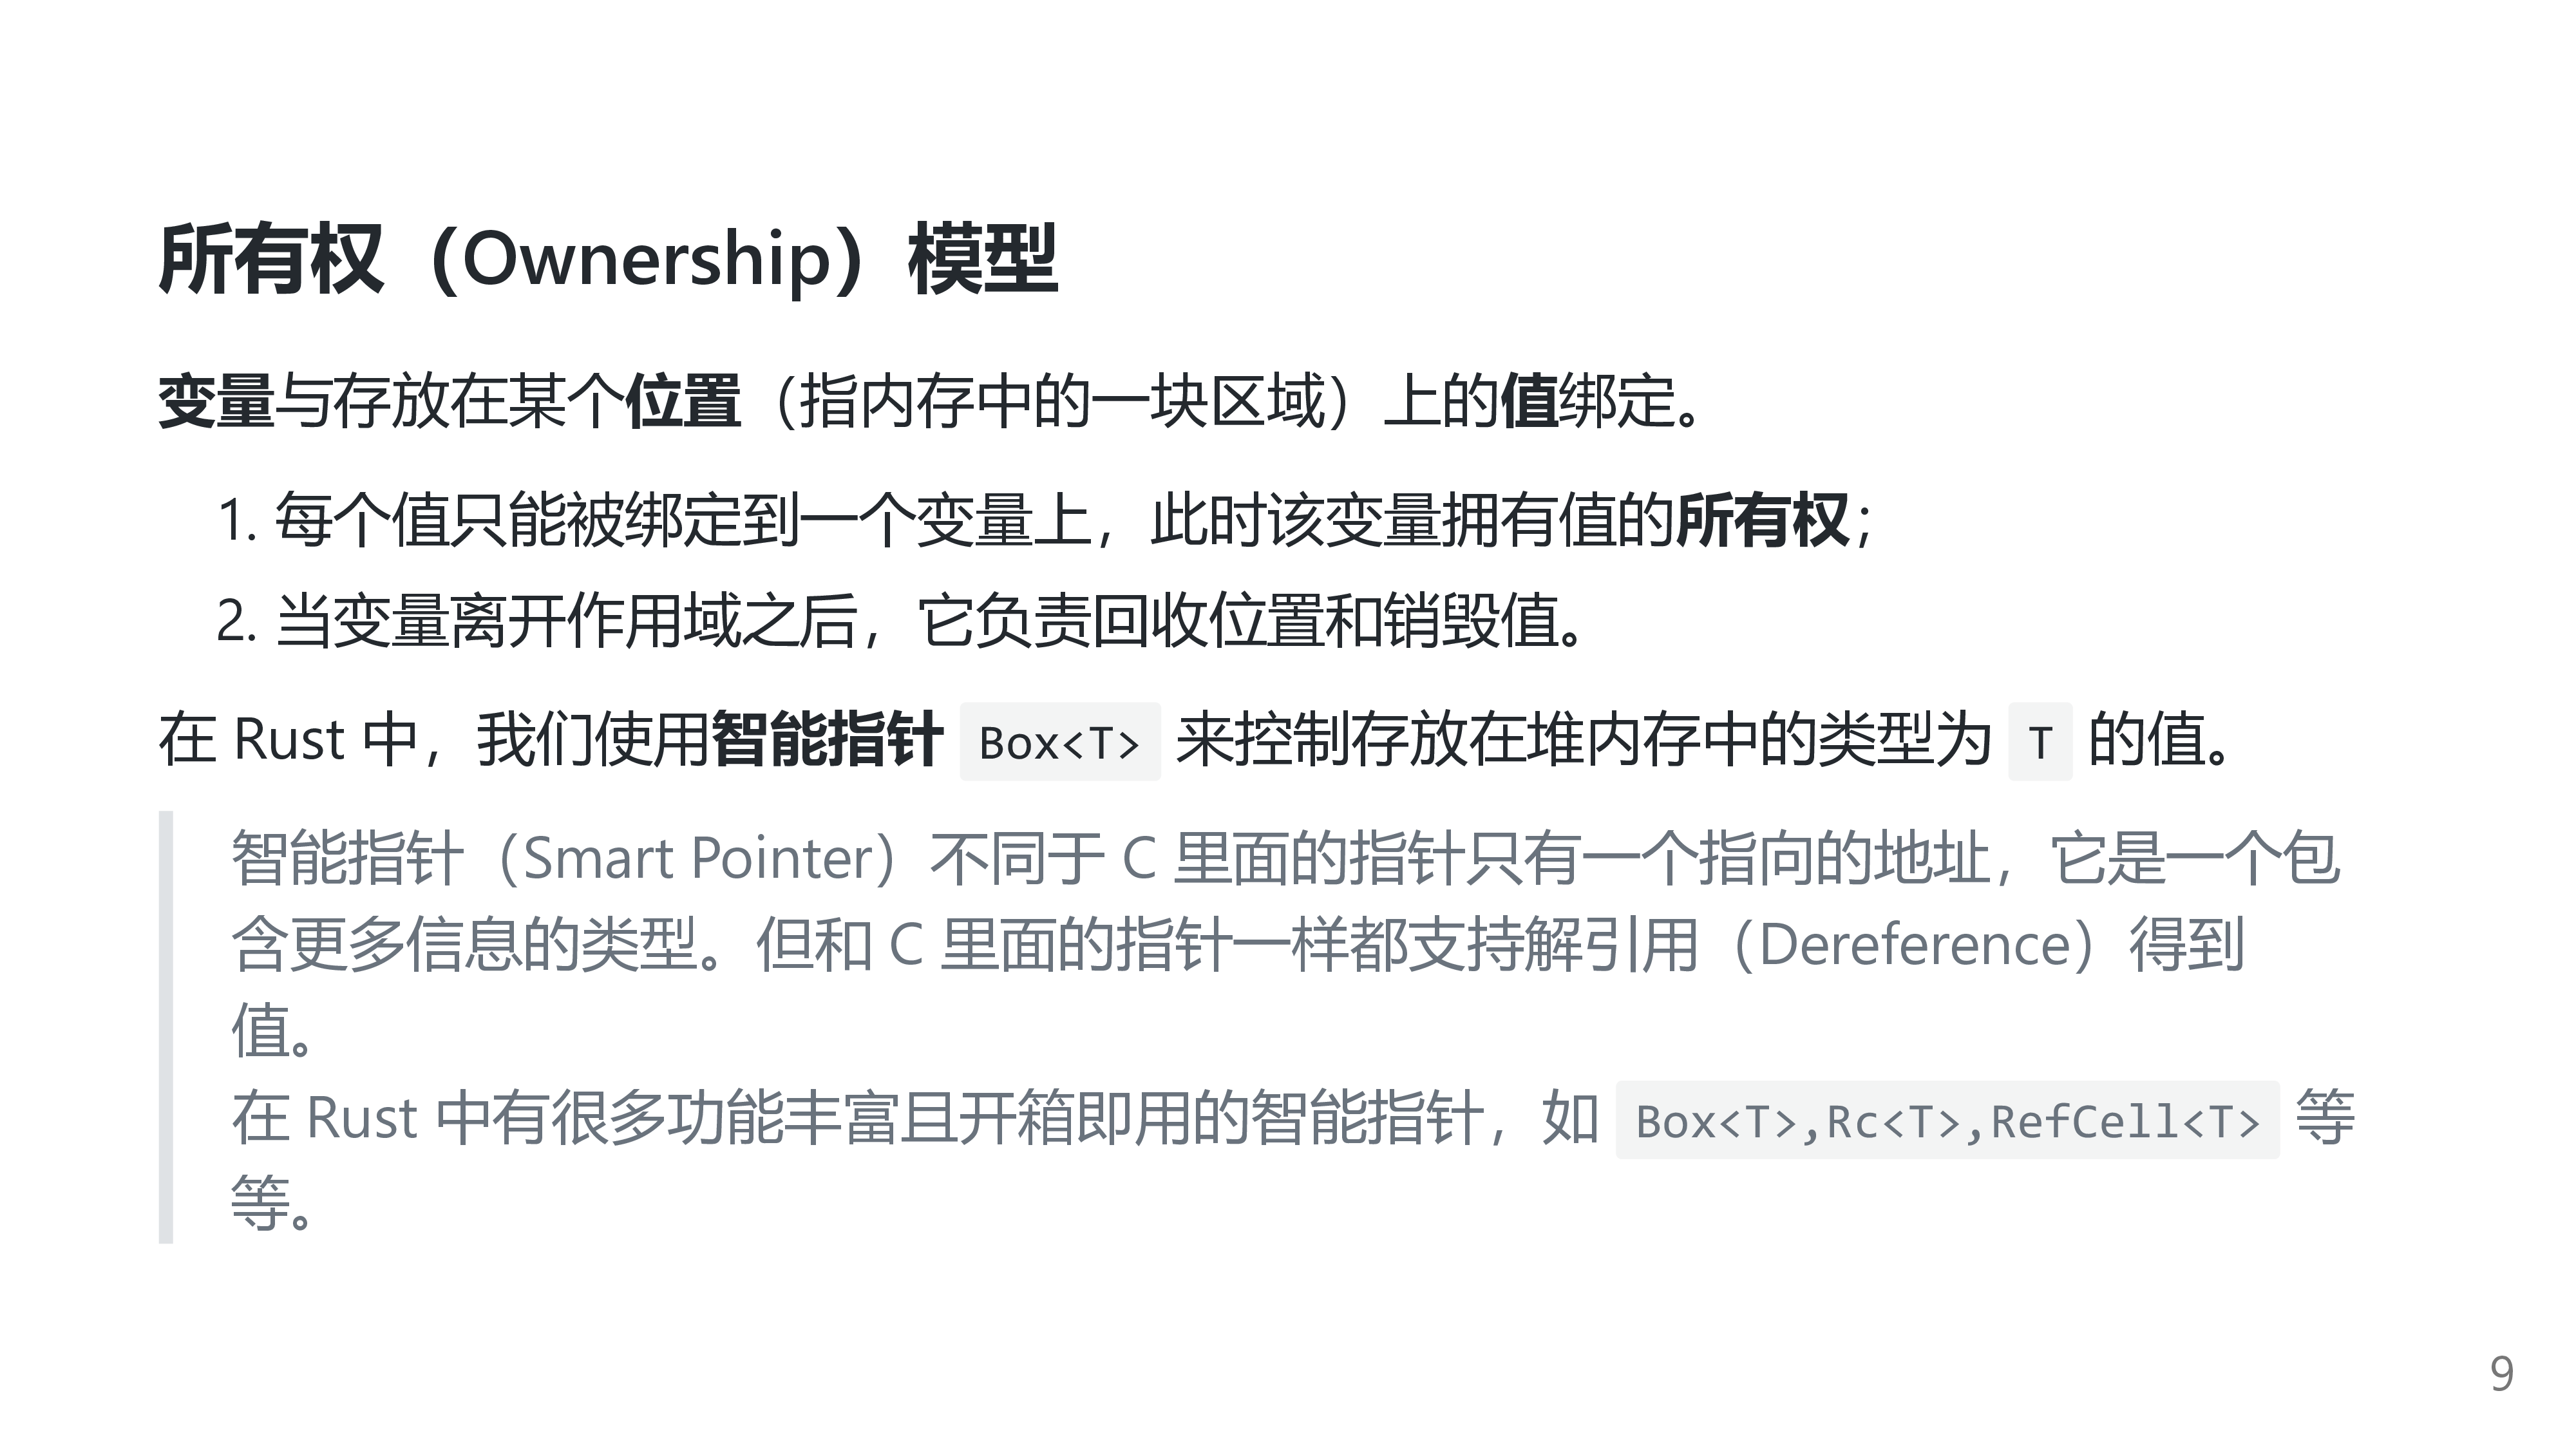 所有权（Ownership）模型
变量与存放在某个位置（指内存中的一块区域）上的值绑定。
1. 每个值只能被绑定到一个变量上，此时该变量拥有值的所有权；
2. 当变量离开作用域之后，它负责回收位置和销毁值。
在 Rust 中，我们使用智能指针 Box<T> 来控制存放在堆内存中的类型为 T 的值。
智能指针（Smart Pointer）不同于 C 里面的指针只有一个指向的地址，它是一个包
含更多信息的类型。但和 C 里面的指针一样都支持解引用（Dereference）得到
值。
在 Rust 中有很多功能丰富且开箱即用的智能指针，如 Box<T>,Rc<T>,RefCell<T> 等
等。
9